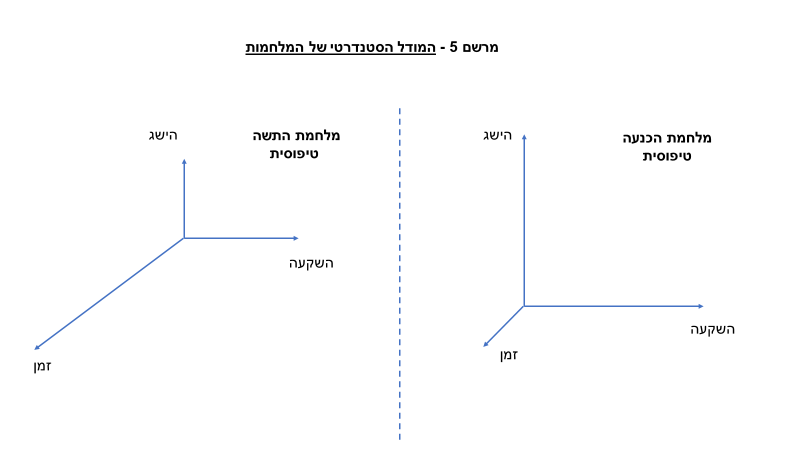 מרשם 5 - המודל הסטנדרטי של המלחמות
מלחמת הכנעה
טיפוסית
הישג
השקעה
זמן
מלחמת התשה
טיפוסית
הישג
השקעה
זמן